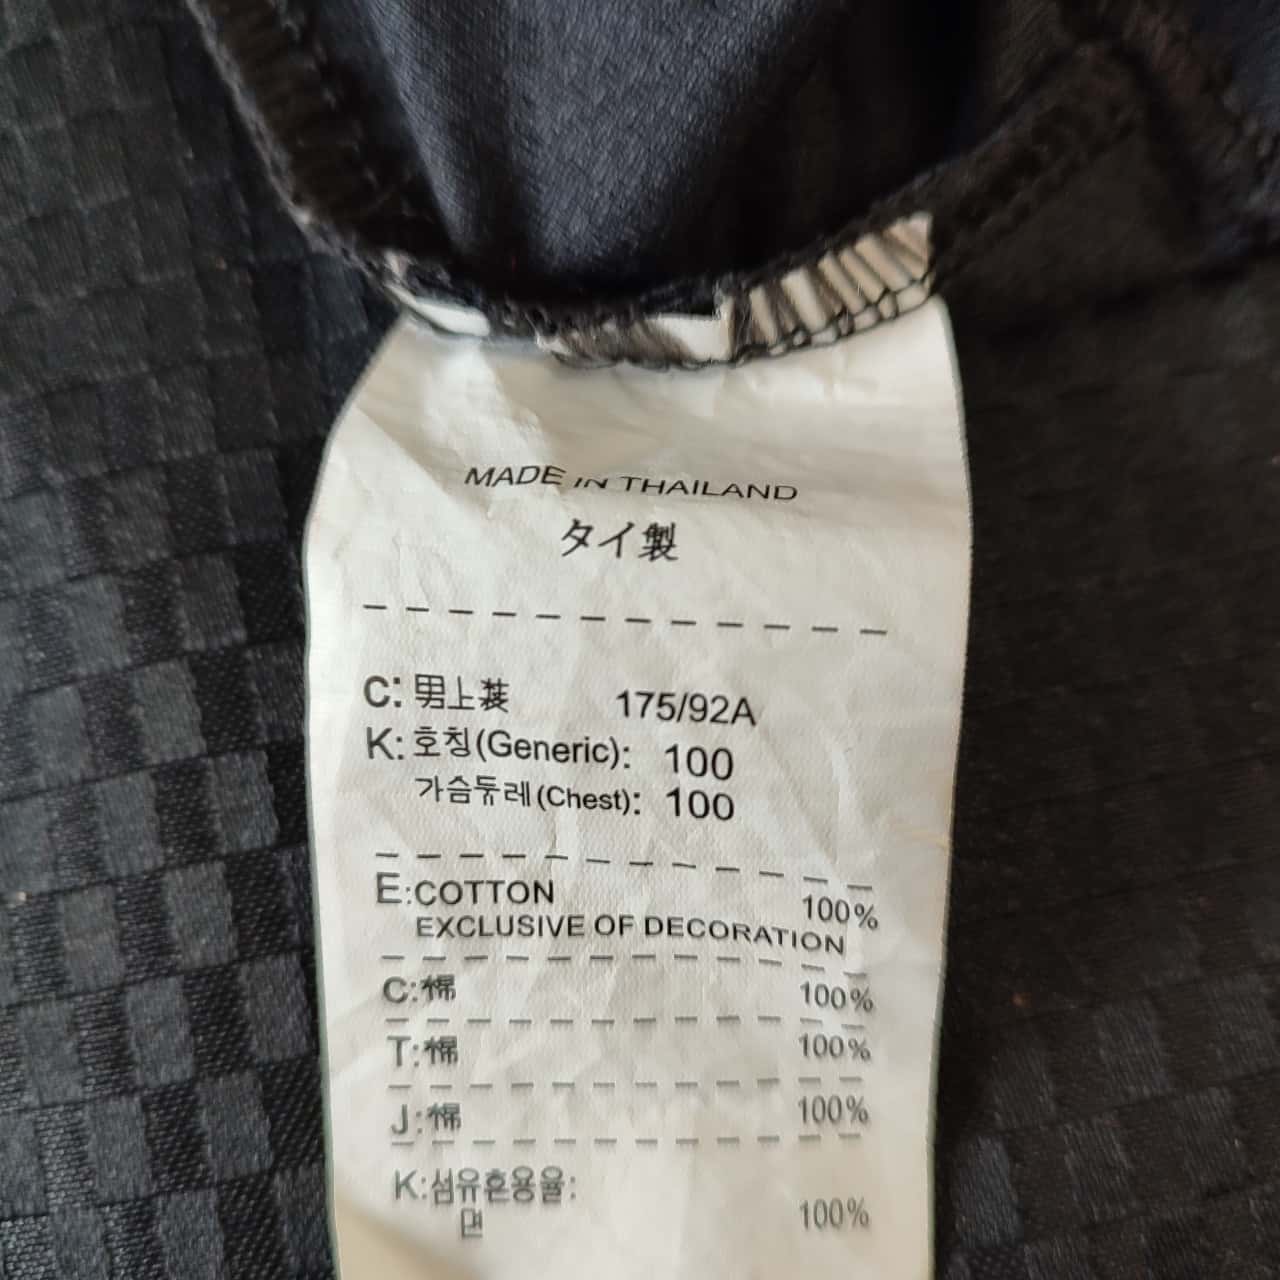 MADE IN THAILAND
タイ製
C: 男上装 175/92A
K: 호칭(Generic): 100
가슴둘레(Chest): 100
E: COTTON 100%
EXCLUSIVE OF DECORATION
C: 棉 100%
T: 棉 100%
J: 棉 100%
K: 섬유혼용율:
면 100%